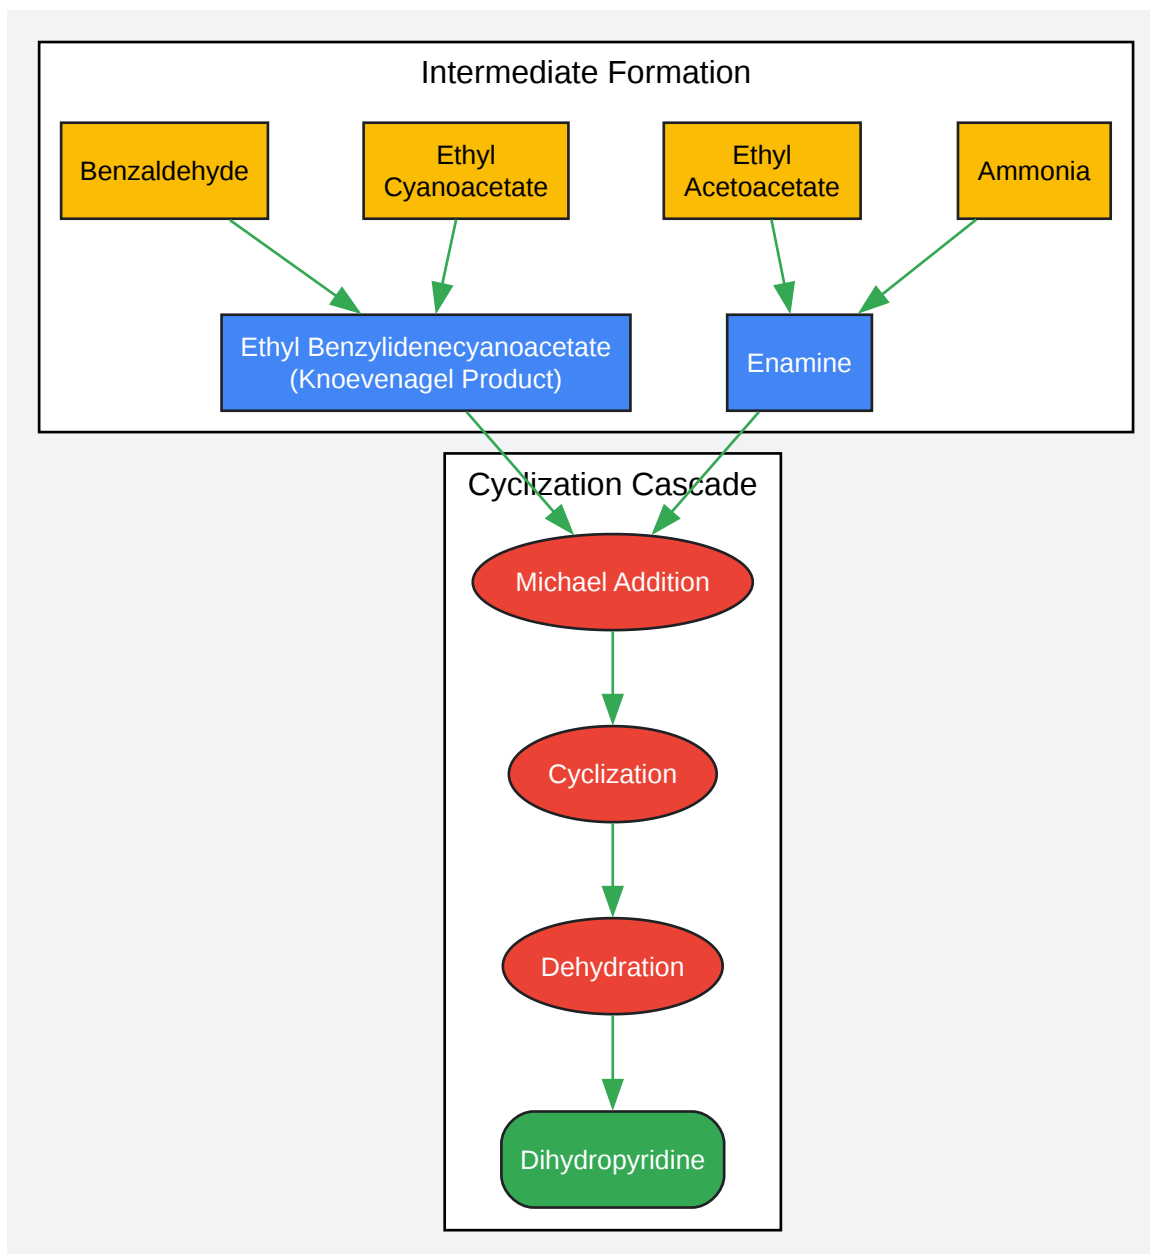 Intermediate Formation
Benzaldehyde
Ethyl
Cyanoacetate
Ethyl
Acetoacetate
Ammonia
Ethyl Benzylidenecyanoacetate
(Knoevenagel Product)
Enamine
Cyclization Cascade
Michael Addition
Cyclization
Dehydration
Dihydropyridine